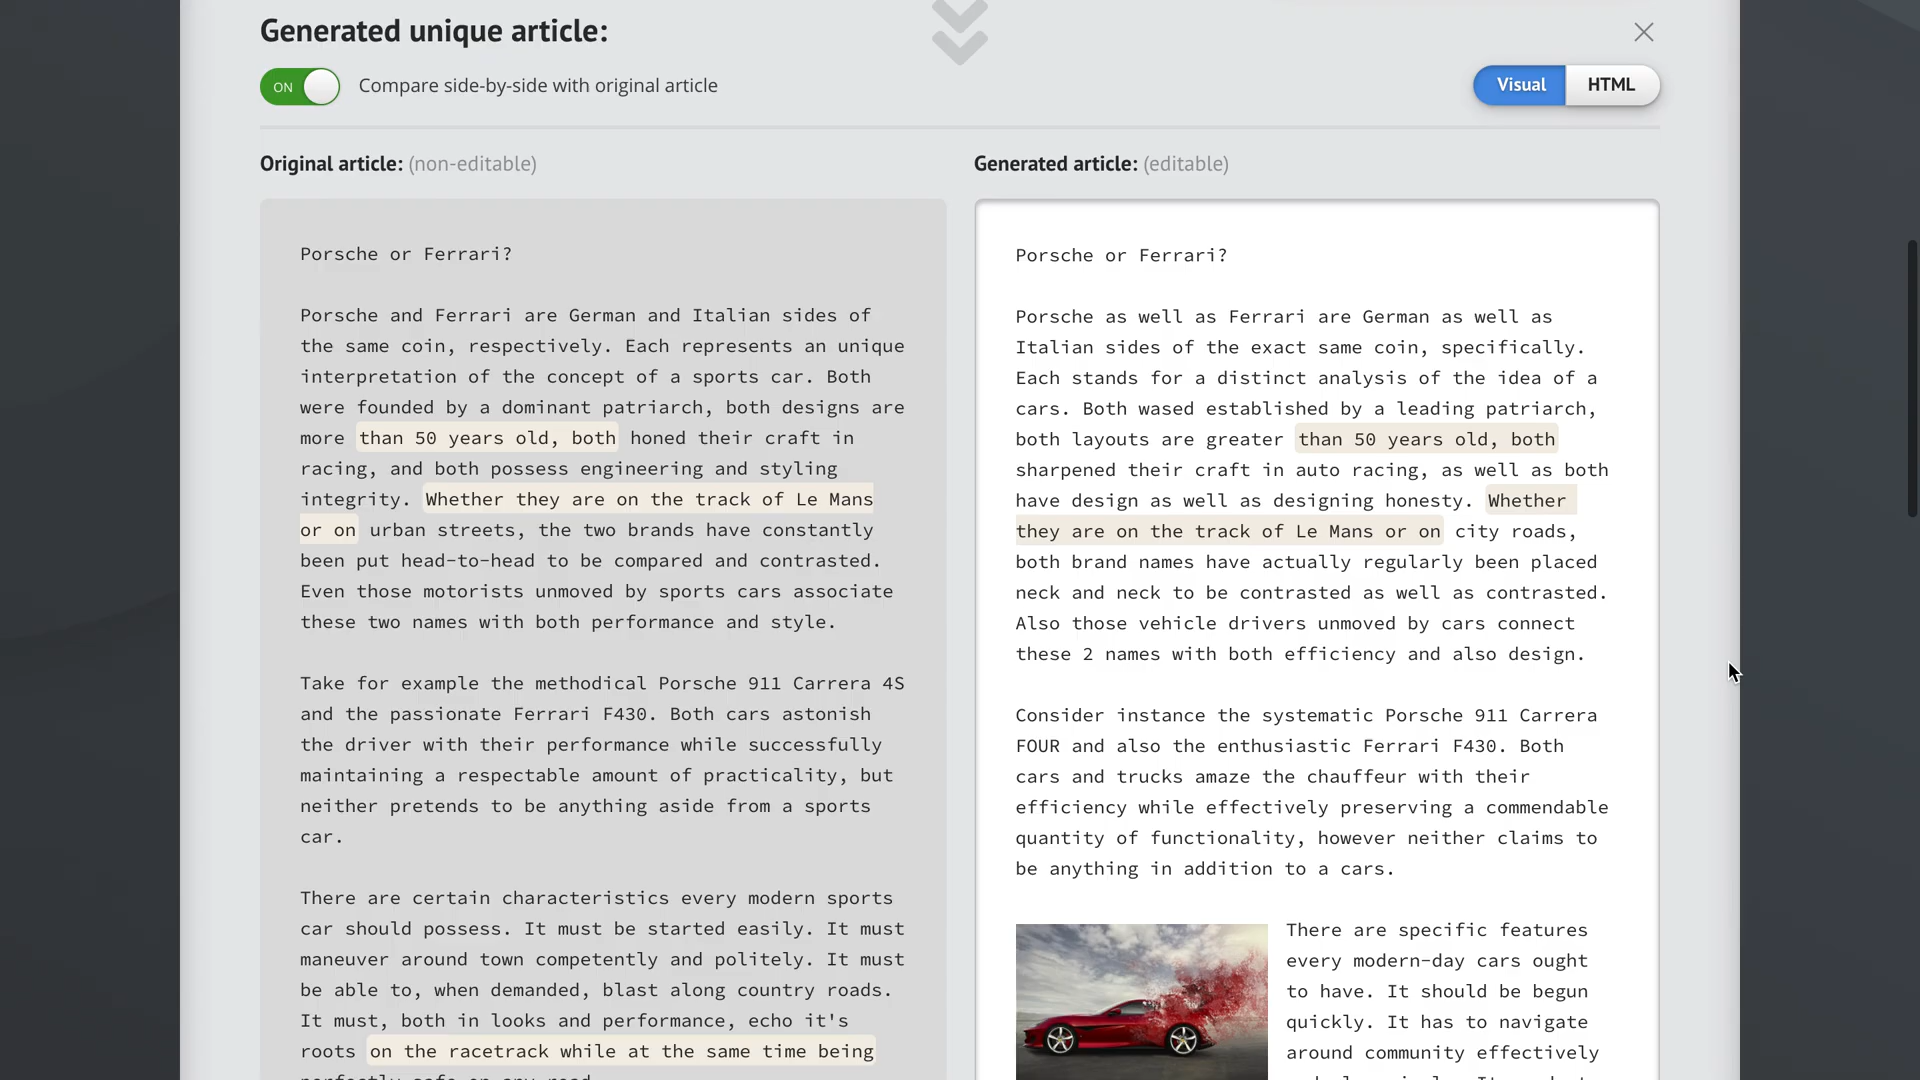 Generated unique article:
ON
Compare side-by-side with original article
Visual
HTML
Original article: (non-editable)
Porsche or Ferrari?
Porsche and Ferrari are German and Italian sides of
the same coin, respectively. Each represents an unique
interpretation of the concept of a sports car. Both
were founded by a dominant patriarch, both designs are
more than 50 years old, both honed their craft in
racing, and both possess engineering and styling
integrity. Whether they are on the track of Le Mans
or on urban streets, the two brands have constantly
been put head-to-head to be compared and contrasted.
Even those motorists unmoved by sports cars associate
these two names with both performance and style.
Take for example the methodical Porsche 911 Carrera 4S
and the passionate Ferrari F430. Both cars astonish
the driver with their performance while successfully
maintaining a respectable amount of practicality, but
neither pretends to be anything aside from a sports
car.
There are certain characteristics every modern sports
car should possess. It must be started easily. It must
maneuver around town competently and politely. It must
be able to, when demanded, blast along country roads.
It must, both in looks and performance, echo it's
roots on the racetrack while at the same time being
perfectly safe on any road.
Generated article: (editable)
Porsche or Ferrari?
Porsche as well as Ferrari are German as well as
Italian sides of the exact same coin, specifically.
Each stands for a distinct analysis of the idea of a
cars. Both wased established by a leading patriarch,
both layouts are greater than 50 years old, both
sharpened their craft in auto racing, as well as both
have design as well as designing honesty. Whether
they are on the track of Le Mans or on city roads,
both brand names have actually regularly been placed
neck and neck to be contrasted as well as contrasted.
Also those vehicle drivers unmoved by cars connect
these 2 names with both efficiency and also design.
Consider instance the systematic Porsche 911 Carrera
FOUR and also the enthusiastic Ferrari F430. Both
cars and trucks amaze the chauffeur with their
efficiency while effectively preserving a commendable
quantity of functionality, however neither claims to
be anything in addition to a cars.
There are specific features
every modern-day cars ought
to have. It should be begun
quickly. It has to navigate
around community effectively